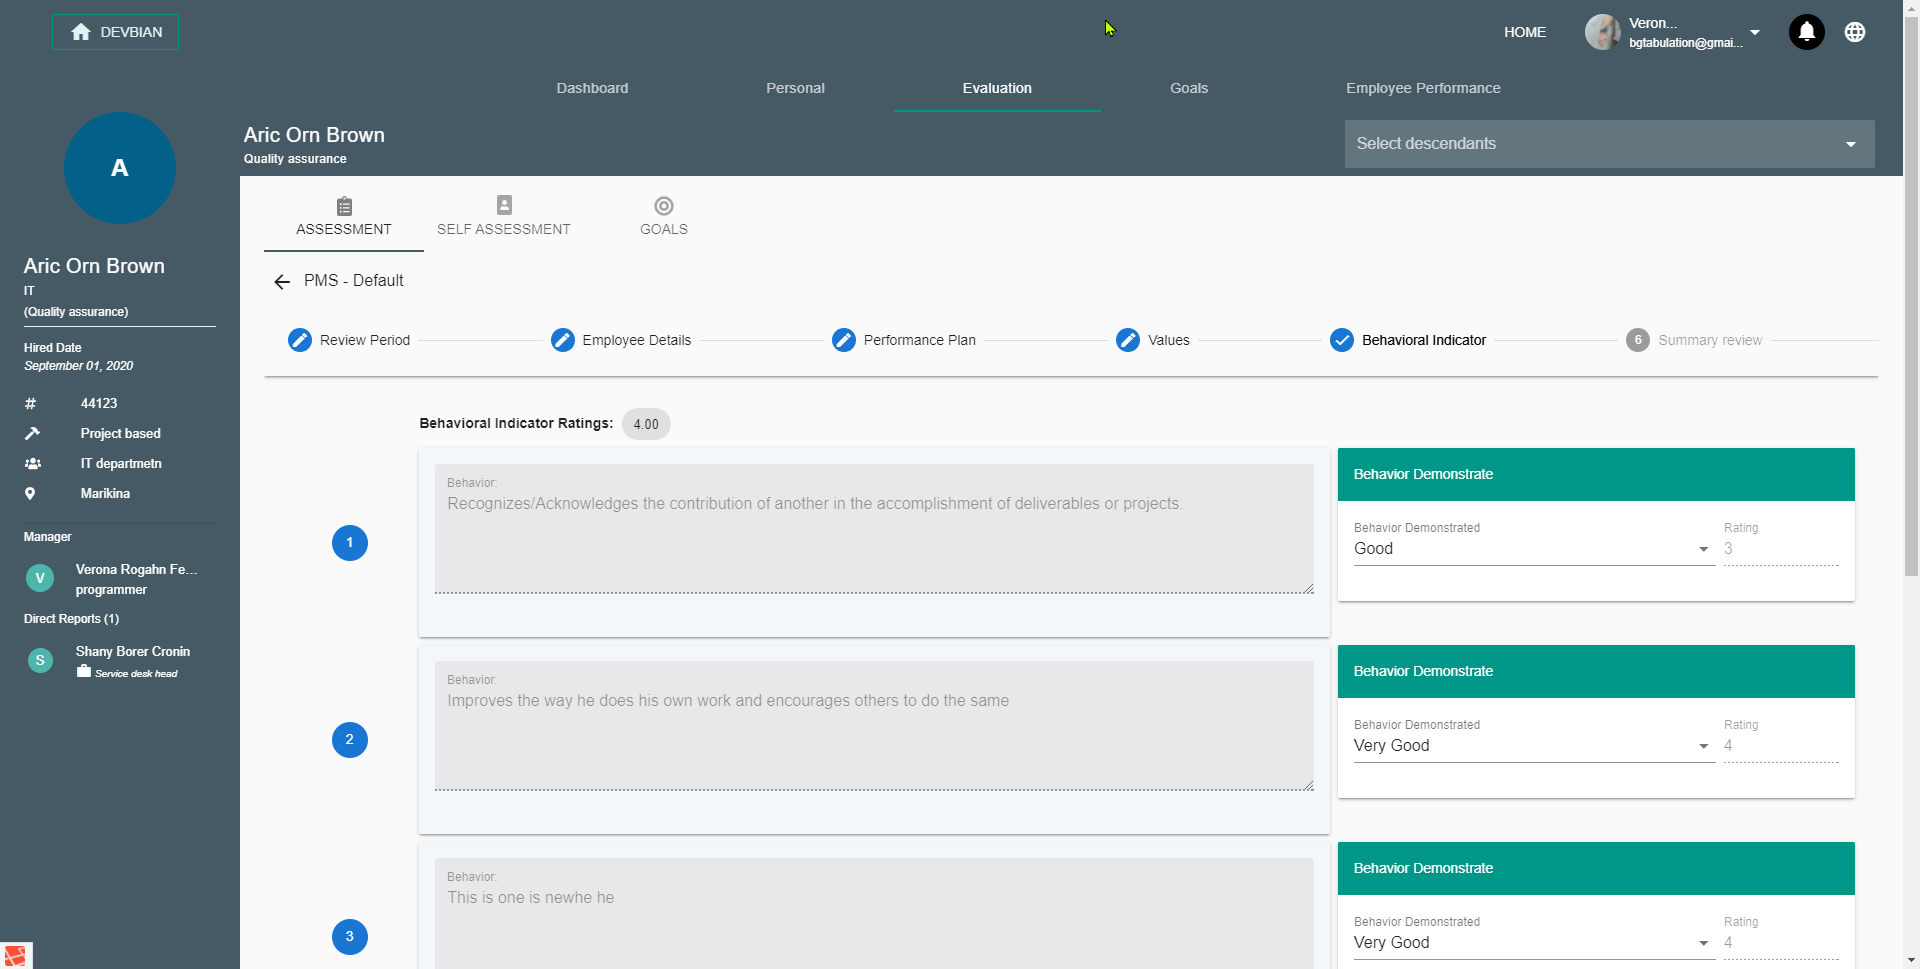 DEVBIAN
HOME
Veron...
bgtabulation@gmai...
Dashboard
Personal
Evaluation
Goals
Employee Performance
A
Aric Orn Brown
Quality assurance
Select descendants
Aric Orn Brown
IT
(Quality assurance)
Hired Date
September 01, 2020
# 44123
Project based
IT departmetn
Marikina
Manager
V
Verona Rogahn Fe...
programmer
Direct Reports (1)
S
Shany Borer Cronin
Service desk head
ASSESSMENT
SELF ASSESSMENT
GOALS
PMS - Default
Review Period
Employee Details
Performance Plan
Values
Behavioral Indicator
6 Summary review
Behavioral Indicator Ratings: 4.00
1
Behavior:
Recognizes/Acknowledges the contribution of another in the accomplishment of deliverables or projects.
Behavior Demonstrate
Behavior Demonstrated
Good
Rating
3
2
Behavior:
Improves the way he does his own work and encourages others to do the same
Behavior Demonstrate
Behavior Demonstrated
Very Good
Rating
4
3
Behavior:
This is one is newhe he
Behavior Demonstrate
Behavior Demonstrated
Very Good
Rating
4